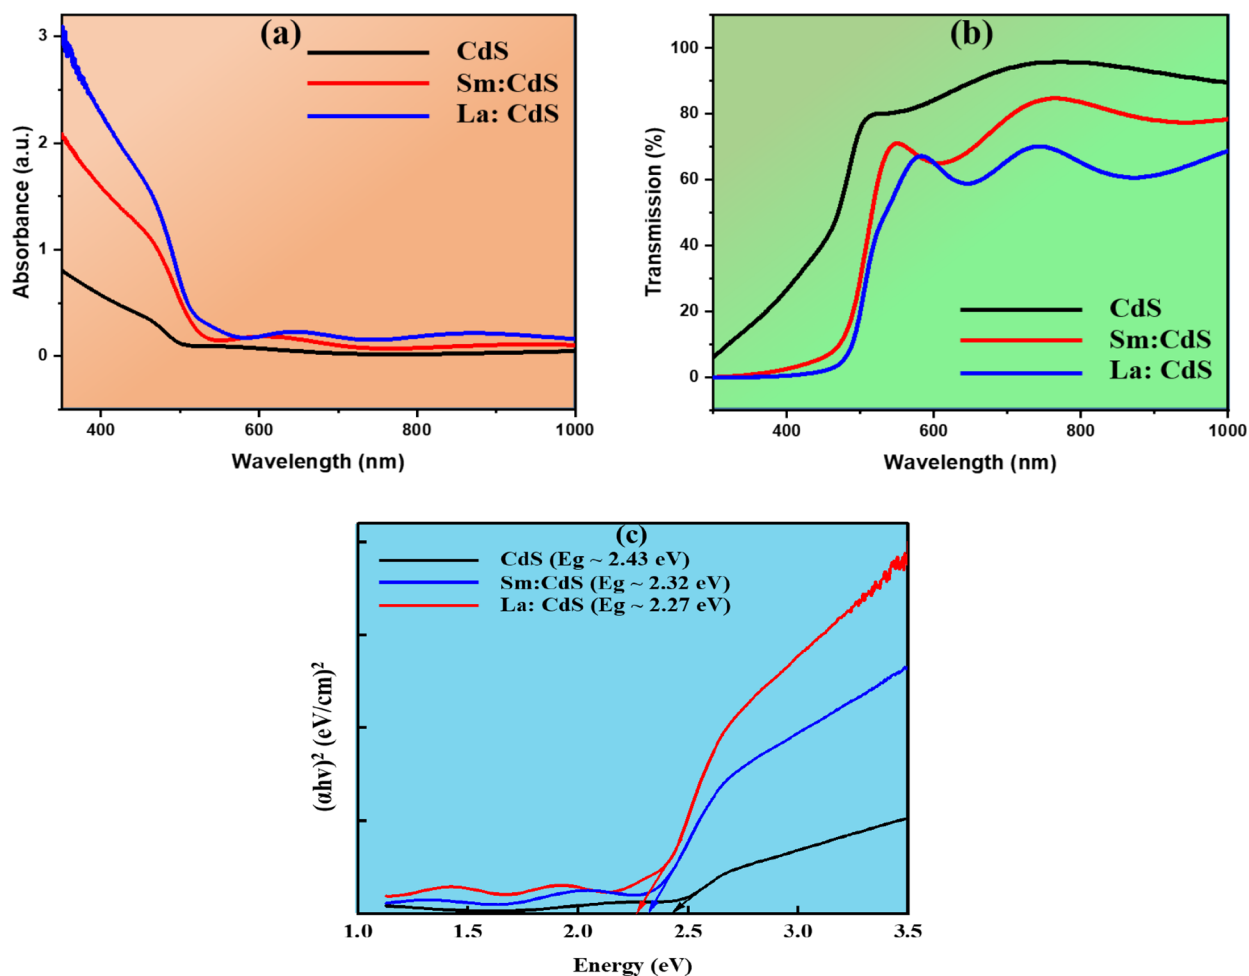 (a)
CdS
Sm:CdS
La: CdS
3
2
1
0
Absorbance (a.u.)
400
600
800
1000
Wavelength (nm)
(b)
100
80
60
40
20
0
Transmission (%)
CdS
Sm:CdS
La: CdS
400
600
800
1000
Wavelength (nm)
(c)
CdS (Eg ~ 2.43 eV)
Sm:CdS (Eg ~ 2.32 eV)
La: CdS (Eg ~ 2.27 eV)
(αhν)² (eV/cm)²
1.0
1.5
2.0
2.5
3.0
3.5
Energy (eV)